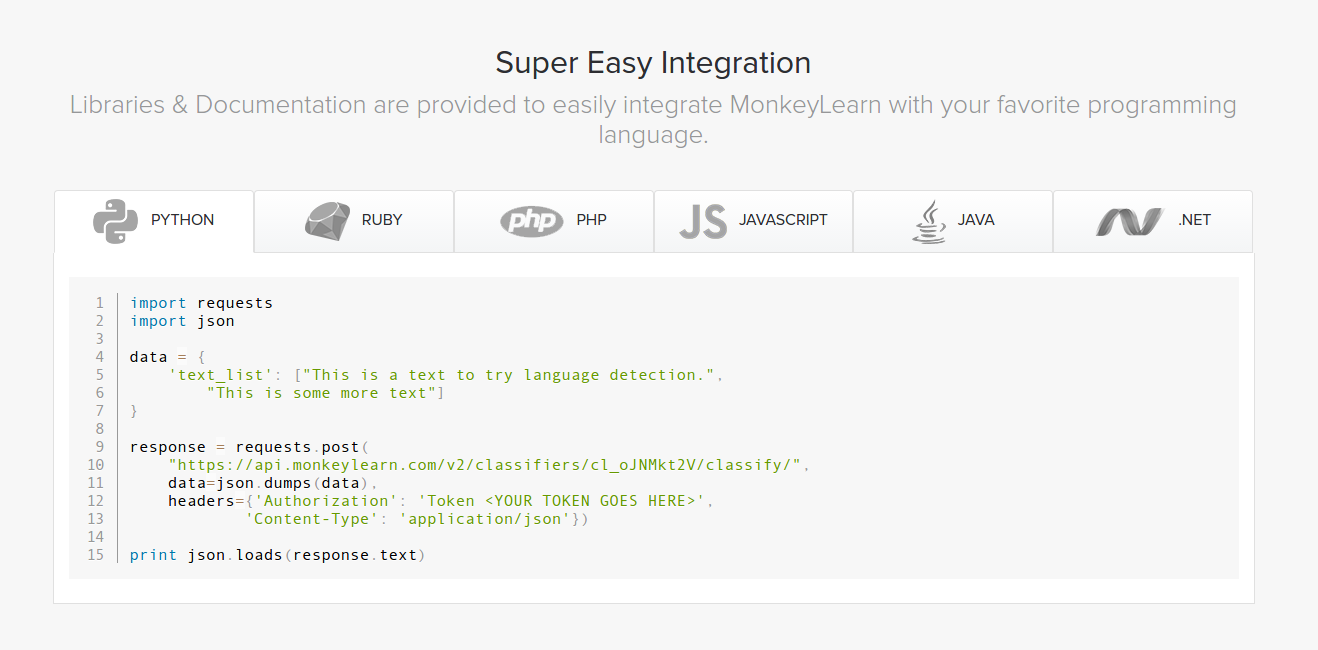 Super Easy Integration
Libraries & Documentation are provided to easily integrate MonkeyLearn with your favorite programming
language.
PYTHON
RUBY
php PHP
JS JAVASCRIPT
JAVA
.NET
1 import requests
2 import json
3
4 data = {
5     'text_list': ["This is a text to try language detection.",
6         "This is some more text"]
7 }
8
9 response = requests.post(
10     "https://api.monkeylearn.com/v2/classifiers/cl_oJNMkt2V/classify/",
11     data=json.dumps(data),
12     headers={'Authorization': 'Token <YOUR TOKEN GOES HERE>',
13             'Content-Type': 'application/json'})
14
15 print json.loads(response.text)